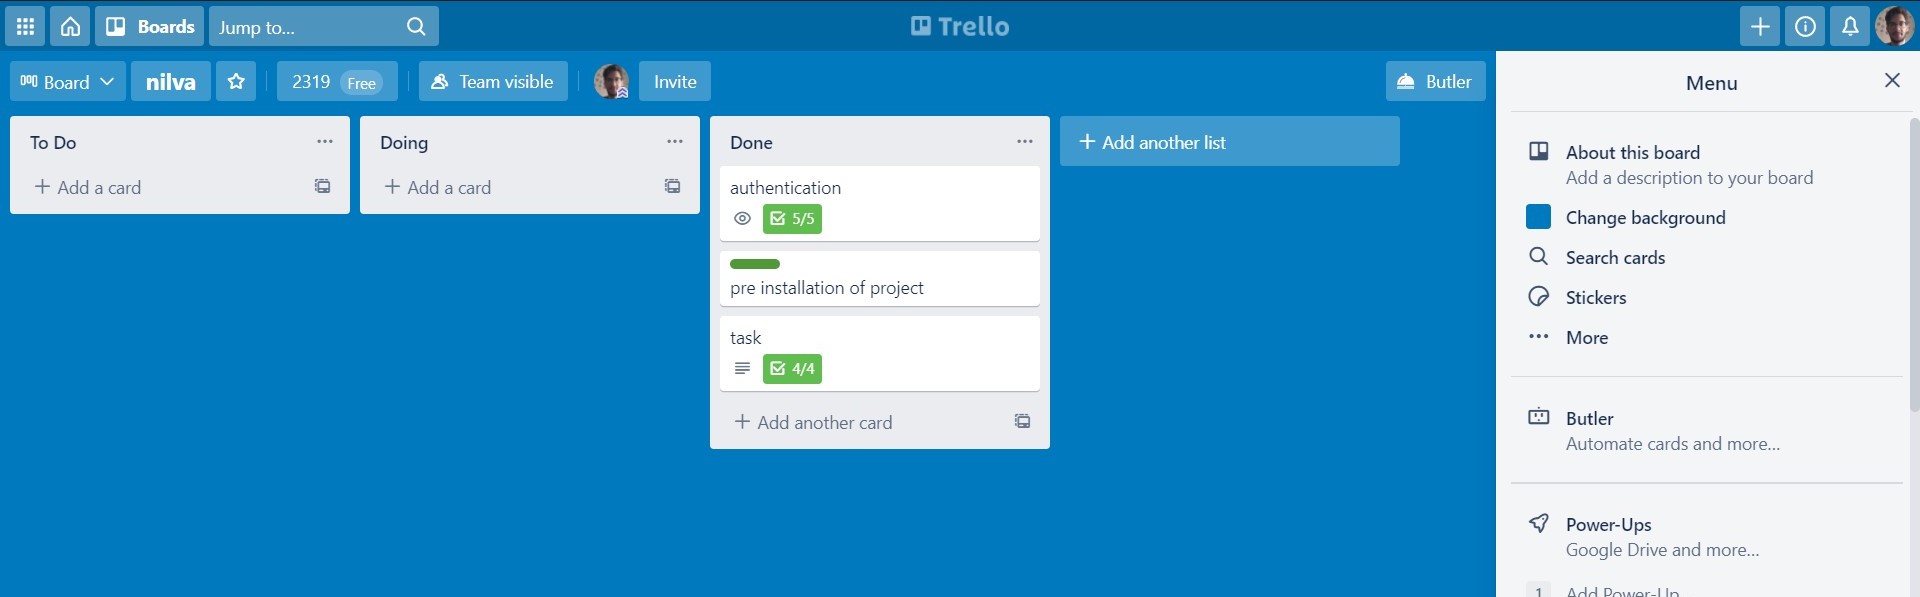 Boards
Jump to...
Trello
Board
nilva
2319 Free
Team visible
Invite
Butler
To Do
+ Add a card
Doing
+ Add a card
Done
authentication
5/5
pre installation of project
task
4/4
+ Add another card
+ Add another list
Menu
About this board
Add a description to your board
Change background
Search cards
Stickers
More
Butler
Automate cards and more...
Power-Ups
Google Drive and more...
1 Add Power-Up